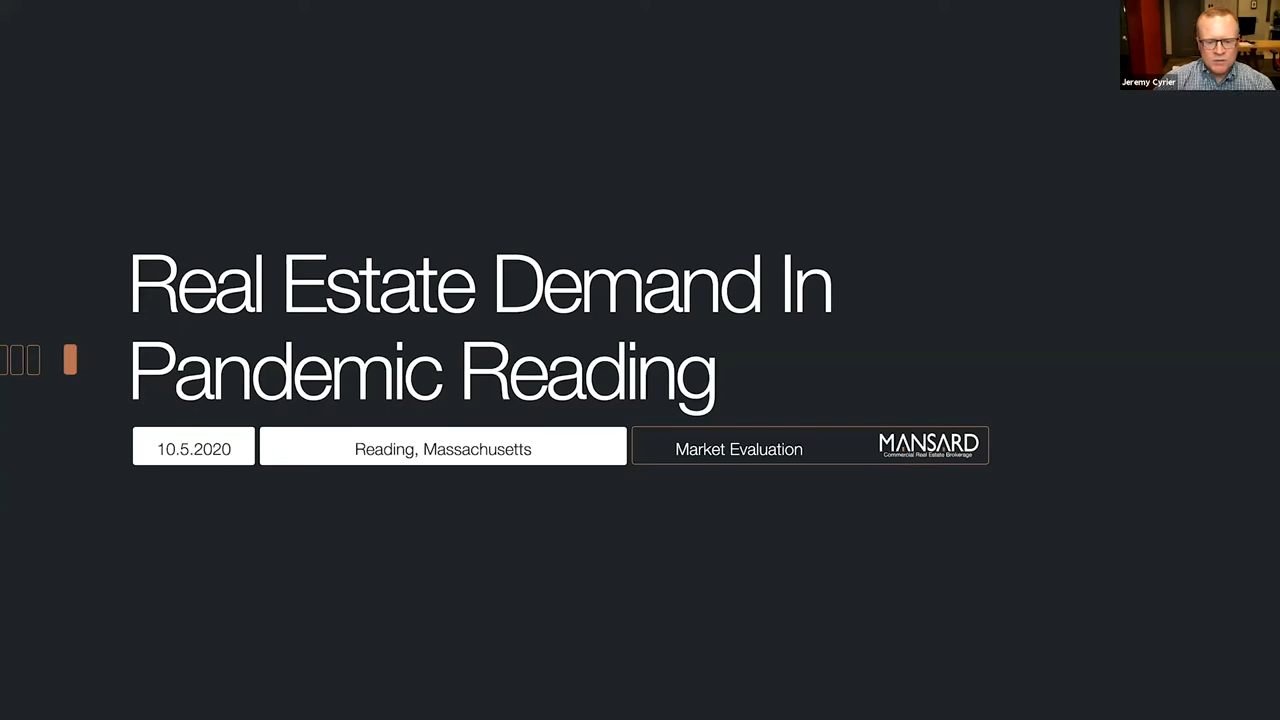 Jeremy Cyrier
Real Estate Demand In
Pandemic Reading
10.5.2020
Reading, Massachusetts
Market Evaluation
MANSARD
Commercial Real Estate Brokerage